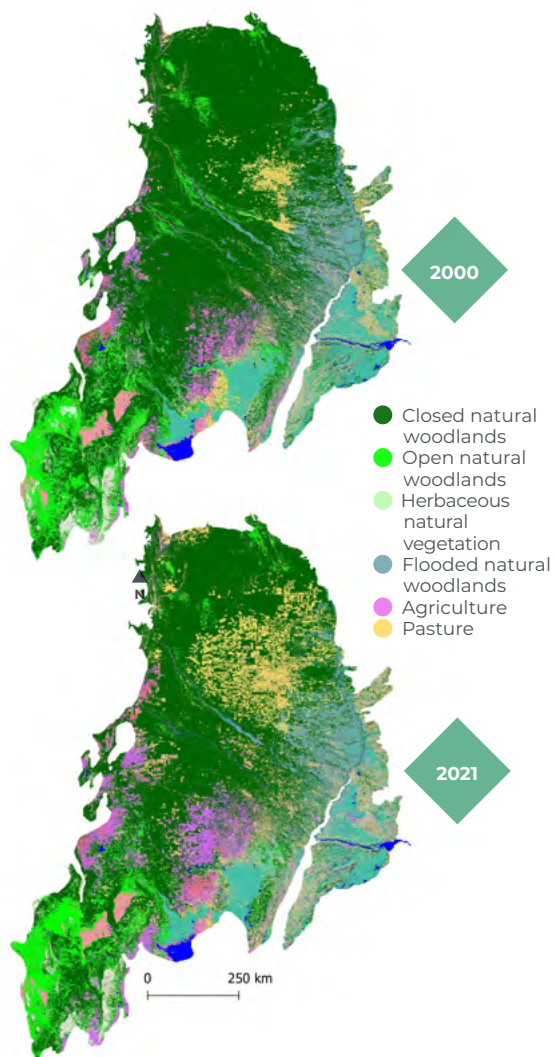 2000
Closed natural
woodlands
Open natural
woodlands
Herbaceous
natural
vegetation
Flooded natural
woodlands
Agriculture
Pasture
N
2021
0 250 km